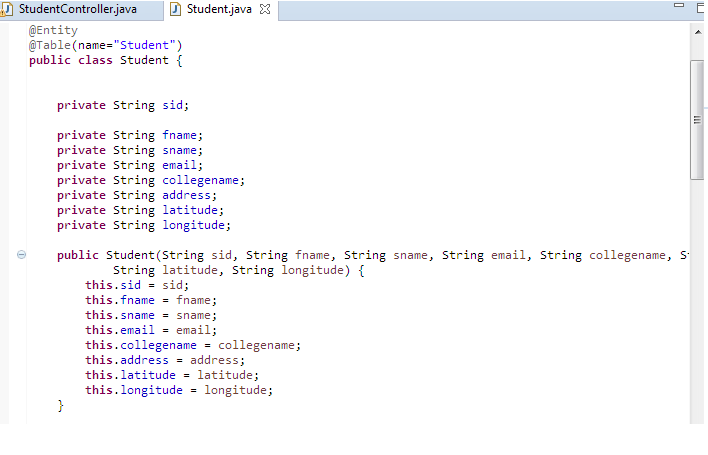 StudentController.java Student.java
@Entity
@Table(name="Student")
public class Student {
private String sid;
private String fname;
private String sname;
private String email;
private String collegename;
private String address;
private String latitude;
private String longitude;
public Student(String sid, String fname, String sname, String email, String collegename,
String latitude, String longitude) {
this.sid = sid;
this.fname = fname;
this.sname = sname;
this.email = email;
this.collegename = collegename;
this.address = address;
this.latitude = latitude;
this.longitude = longitude;
}